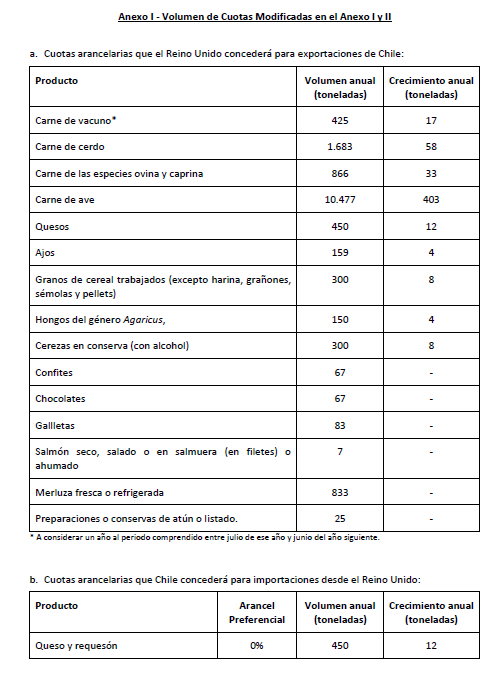 Anexo I - Volumen de Cuotas Modificadas en el Anexo I y II
a. Cuotas arancelarias que el Reino Unido concederá para exportaciones de Chile:
Producto Volumen anual (toneladas) Crecimiento anual (toneladas)
Carne de vacuno* 425 17
Carne de cerdo 1.683 58
Carne de las especies ovina y caprina 866 33
Carne de ave 10.477 403
Quesos 450 12
Ajos 159 4
Granos de cereal trabajados (excepto harina, grañones,
sémolas y pellets) 300 8
Hongos del género Agaricus, 150 4
Cerezas en conserva (con alcohol) 300 8
Confites 67 -
Chocolates 67 -
Gallletas 83 -
Salmón seco, salado o en salmuera (en filetes) o
ahumado 7 -
Merluza fresca o refrigerada 833 -
Preparaciones o conservas de atún o listado. 25 -
* A considerar un año al periodo comprendido entre julio de ese año y junio del año siguiente.
b. Cuotas arancelarias que Chile concederá para importaciones desde el Reino Unido:
Producto Arancel Preferencial Volumen anual (toneladas) Crecimiento anual (toneladas)
Queso y requesón 0% 450 12